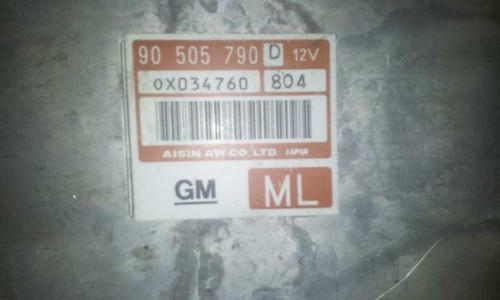 90 505 790 D 12V
0X034760 804
AISIN AW CO., LTD. JAPAN
GM ML